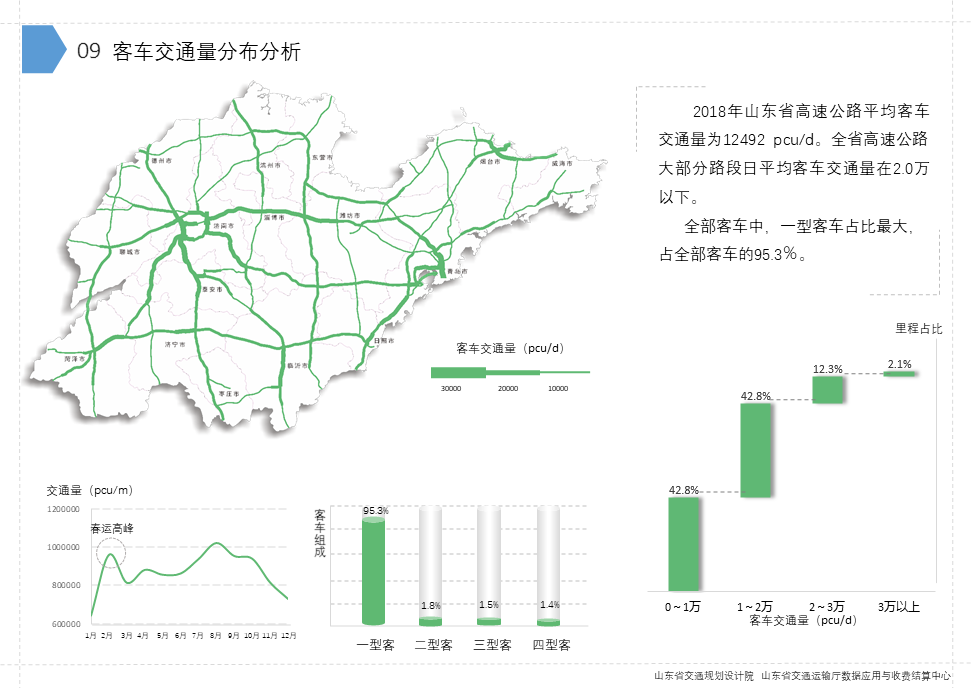 09 客车交通量分布分析
2018年山东省高速公路平均客车
交通量为12492 pcu/d。全省高速公路
大部分路段日平均客车交通量在2.0万
以下。
全部客车中，一型客车占比最大，
占全部客车的95.3%。
德州市
滨州市
东营市
烟台市
威海市
济南市
淄博市
潍坊市
聊城市
青岛市
泰安市
菏泽市
济宁市
日照市
临沂市
枣庄市
客车交通量（pcu/d）
30000 20000 10000
里程占比
2.1%
12.3%
42.8%
42.8%
0~1万 1~2万 2~3万 3万以上
客车交通量（pcu/d）
交通量（pcu/m）
1200000
春运高峰
1000000
800000
600000
1月 2月 3月 4月 5月 6月 7月 8月 9月 10月 11月 12月
客车组成
95.3%
1.8% 1.5% 1.4%
一型客 二型客 三型客 四型客
山东省交通规划设计院 山东省交通运输厅数据应用与收费结算中心